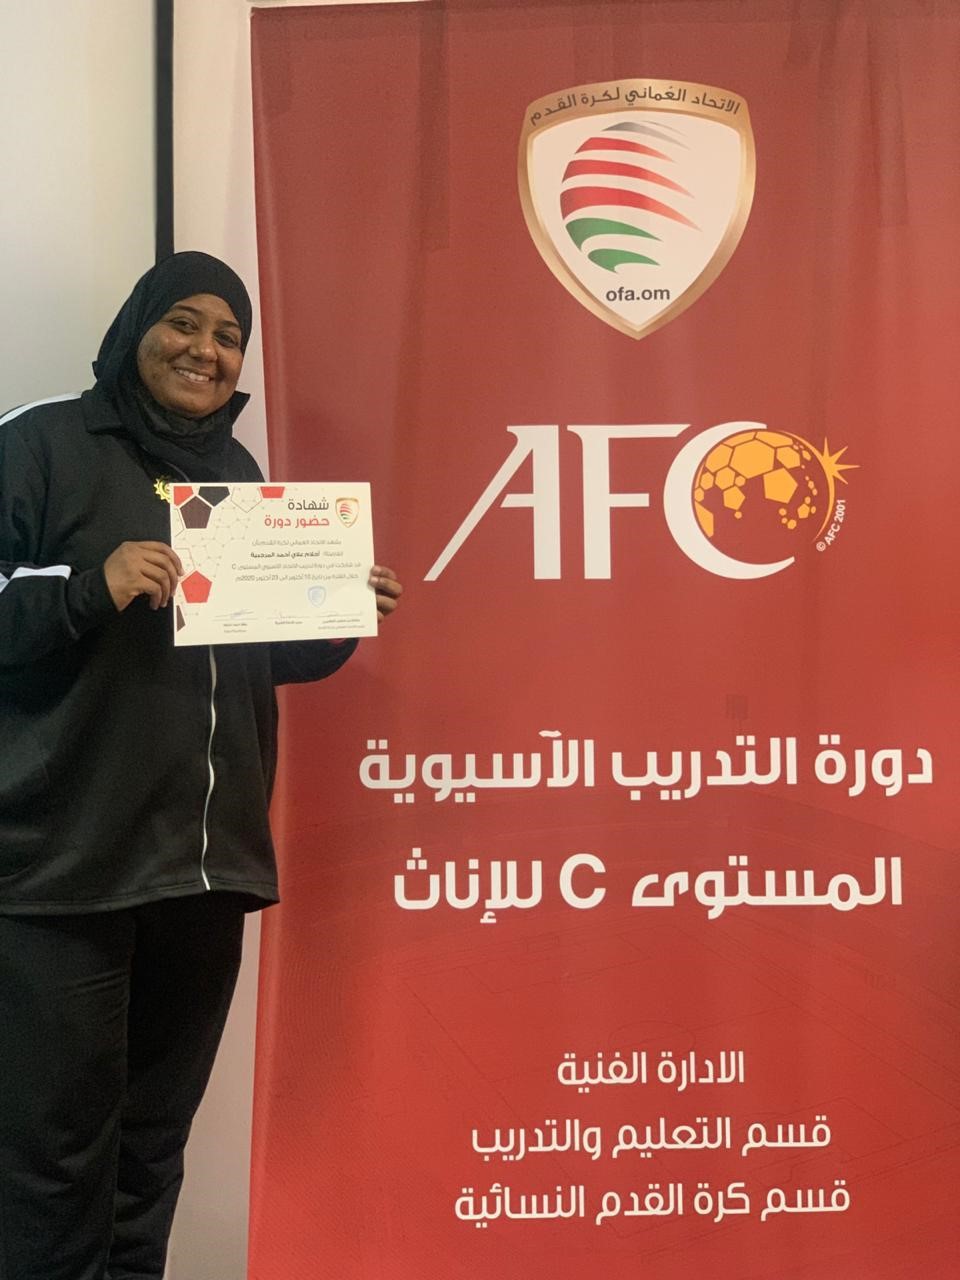 الاتحاد العُماني لكرة القدم
ofa.om
AFC
© AFC 2001
دورة التدريب الآسيوية
المستوى C للإناث
الادارة الفنية
قسم التعليم والتدريب
قسم كرة القدم النسائية
شهادة
حضور دورة
يشهد الاتحاد العماني لكرة القدم بأن
الفاضلة: أحلام علي أحمد المرجبية
قد شاركت في دورة تدريب الاتحاد الآسيوي المستوى C
خلال الفترة من تاريخ 10 أكتوبر الى 23 أكتوبر 2020م